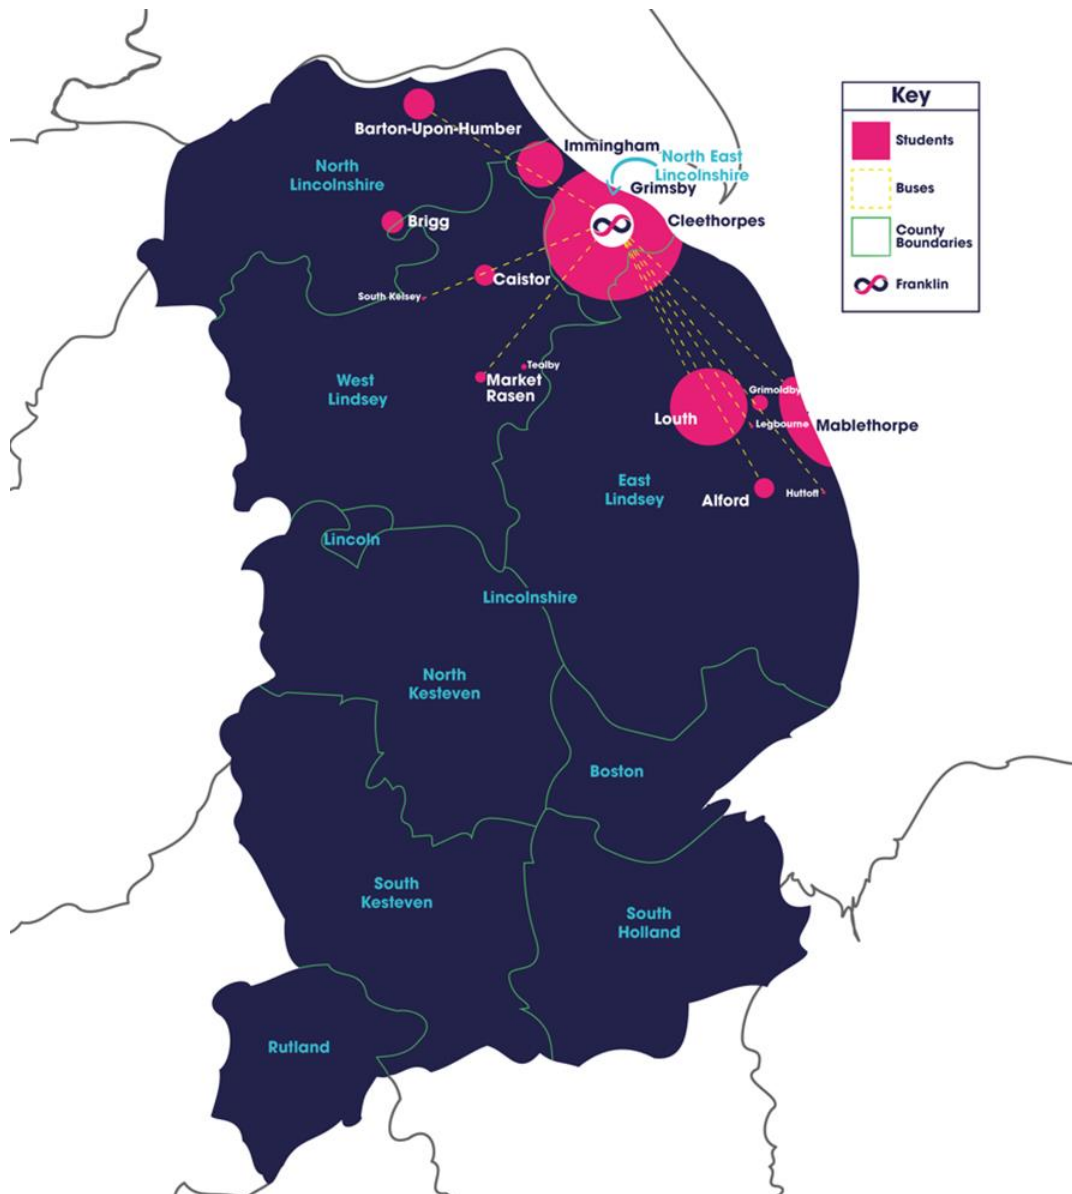 Key
Students
Buses
County
Boundaries
Franklin
Barton-Upon-Humber
Immingham
North East
Lincolnshire
Grimsby
Cleethorpes
North
Lincolnshire
Brigg
Caistor
South Kelsey
Tealby
Market
Rasen
West
Lindsey
Louth
Grimoldby
Legbourne
Mablethorpe
East
Lindsey
Alford
Huttoft
Lincoln
Lincolnshire
North
Kesteven
Boston
South
Kesteven
South
Holland
Rutland